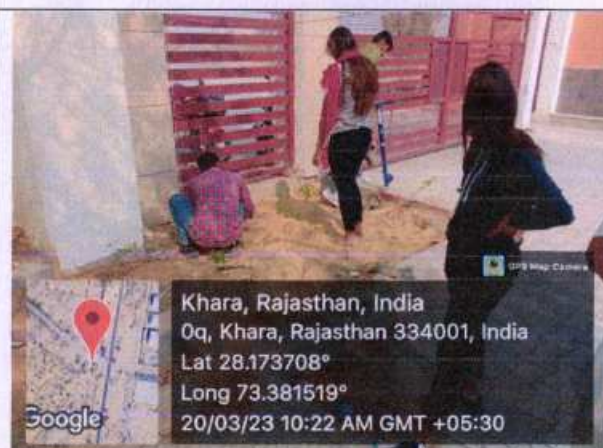 GPS Map Camera
Khara, Rajasthan, India
0q, Khara, Rajasthan 334001, India
Lat 28.173708°
Long 73.381519°
20/03/23 10:22 AM GMT +05:30
Google